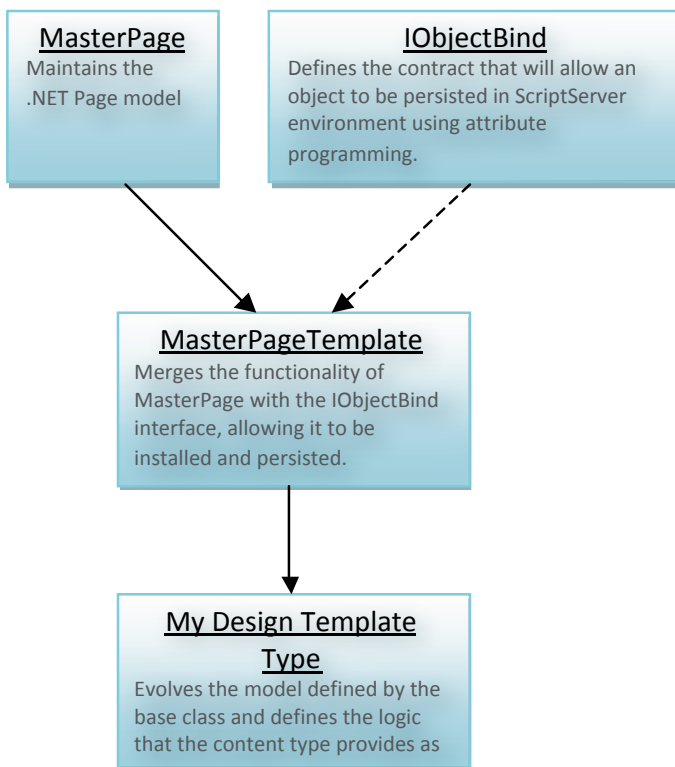 MasterPage
Maintains the
.NET Page model
IObjectBind
Defines the contract that will allow an
object to be persisted in ScriptServer
environment using attribute
programming.
MasterPageTemplate
Merges the functionality of
MasterPage with the IObjectBind
interface, allowing it to be
installed and persisted.
My Design Template
Type
Evolves the model defined by the
base class and defines the logic
that the content type provides as